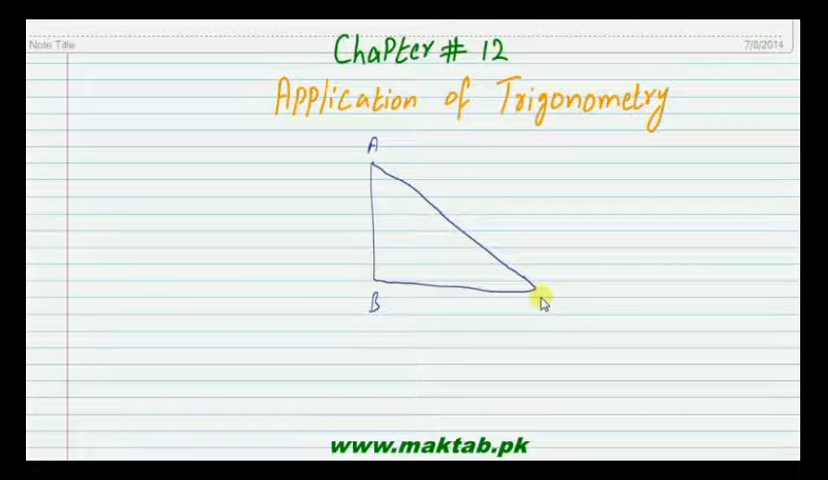 Note Title
7/8/2014
Chapter # 12
Application of Trigonometry
A
B
www.maktab.pk